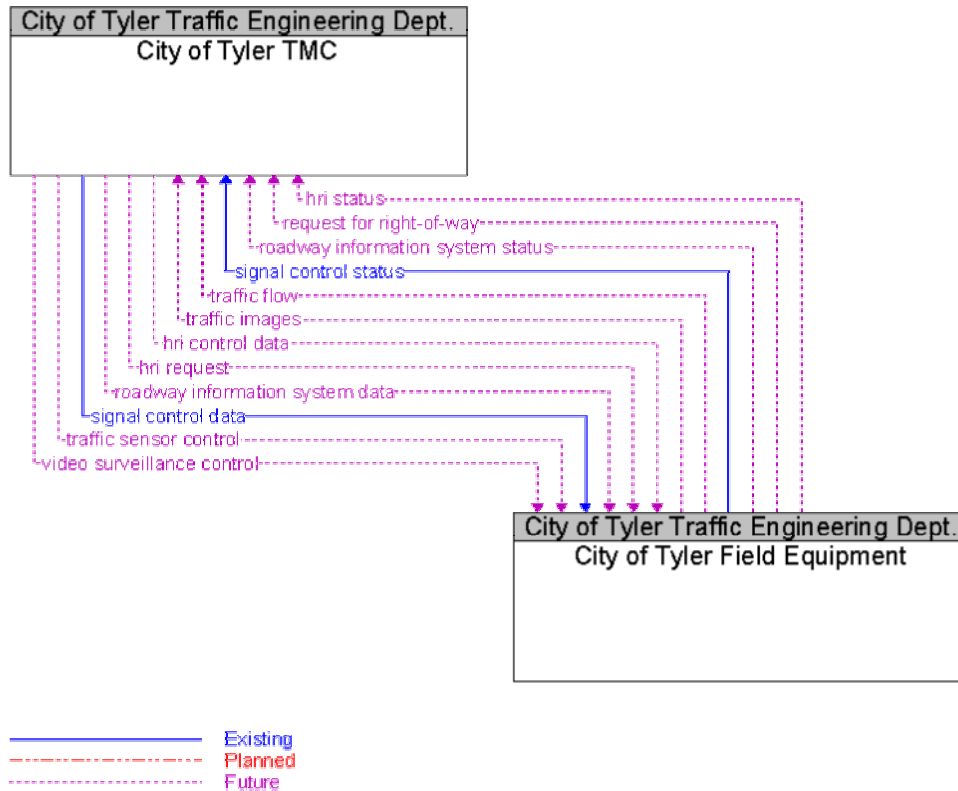 City of Tyler Traffic Engineering Dept.
City of Tyler TMC
hri status
request for right-of-way
roadway information system status
signal control status
traffic flow
traffic images
hri control data
hri request
roadway information system data
signal control data
traffic sensor control
video surveillance control
City of Tyler Traffic Engineering Dept.
City of Tyler Field Equipment
Existing
Planned
Future